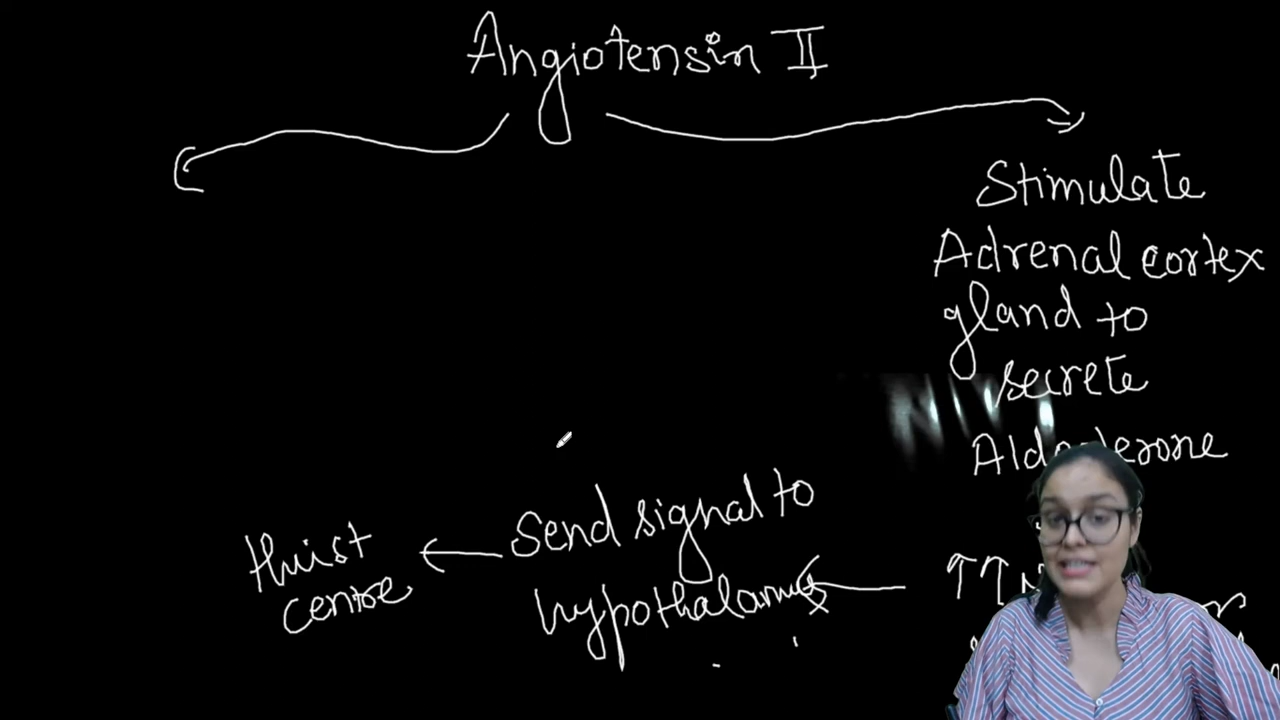 Angiotensin II
Stimulate
Adrenal cortex
gland to
secrete
Send signal to
hypothalamus
thirst
centre
↑↑